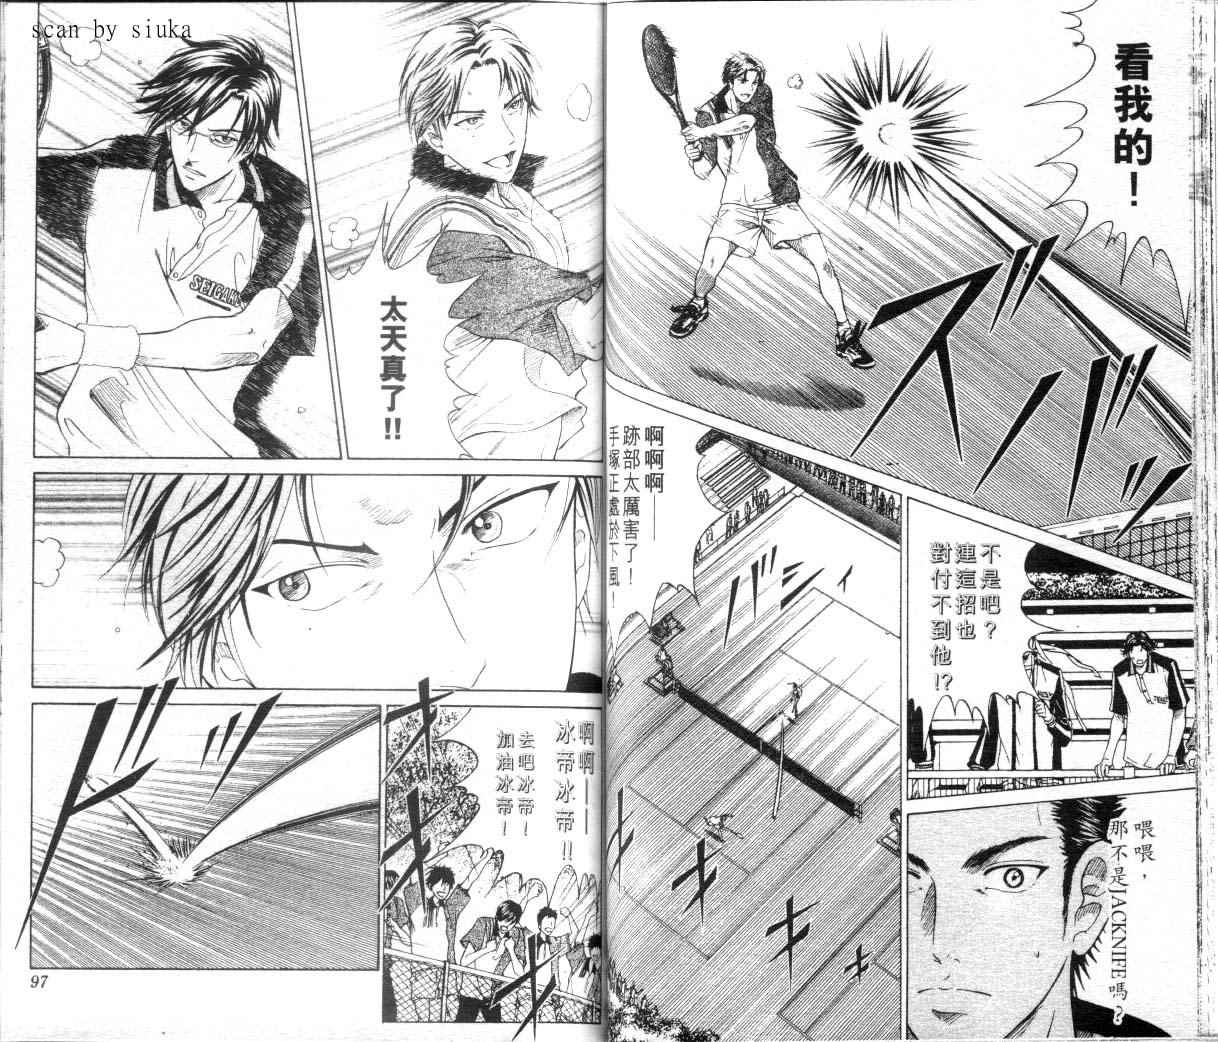 scan by siuka
看我的！
ズバッ
不是吧？
連這招也
對付不到他!?
啊啊啊——
跡部太厲害了！
手塚正處於下風！
喂喂，
那不是JACKNIFE嗎？
太天真了!!
SEIGAKU
啊啊——
冰帝冰帝!!
去吧冰帝！
加油冰帝！
97